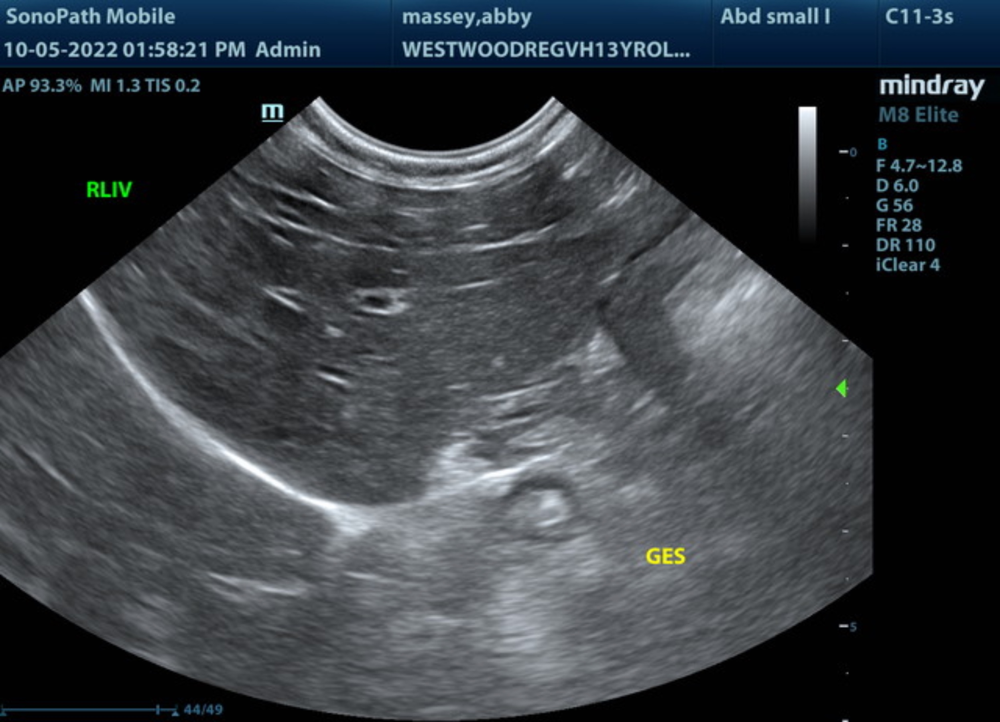 SonoPath Mobile
massey,abby
Abd small I
C11-3s
10-05-2022 01:58:21 PM Admin
WESTWOODREGVH13YROL...
AP 93.3% MI 1.3 TIS 0.2
mindray
M8 Elite
m
B
F 4.7~12.8
D 6.0
G 56
FR 28
DR 110
iClear 4
0
RLIV
GES
5
44/49